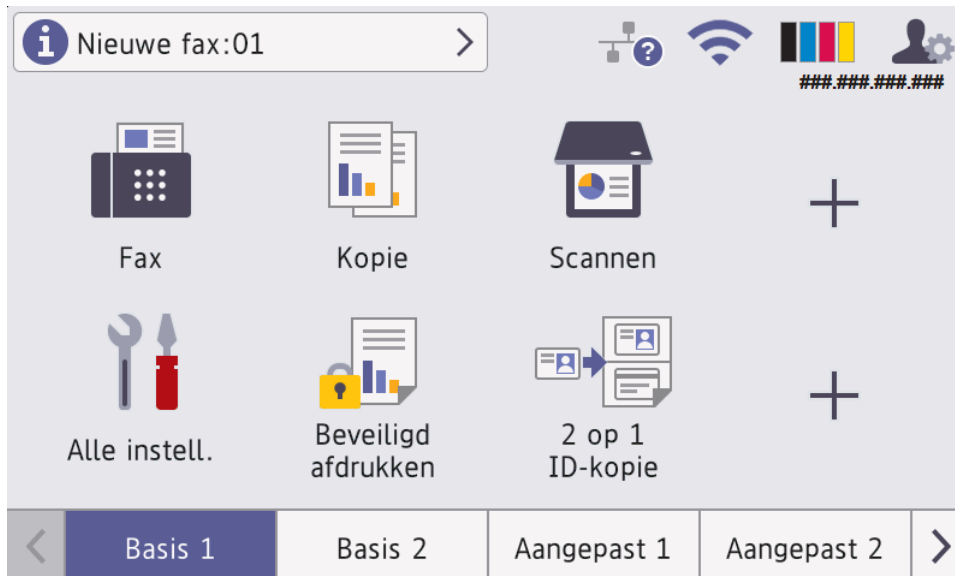 Nieuwe fax:01
###.###.###.###
Fax
Kopie
Scannen
Alle instell.
Beveiligd
afdrukken
2 op 1
ID-kopie
Basis 1
Basis 2
Aangepast 1
Aangepast 2